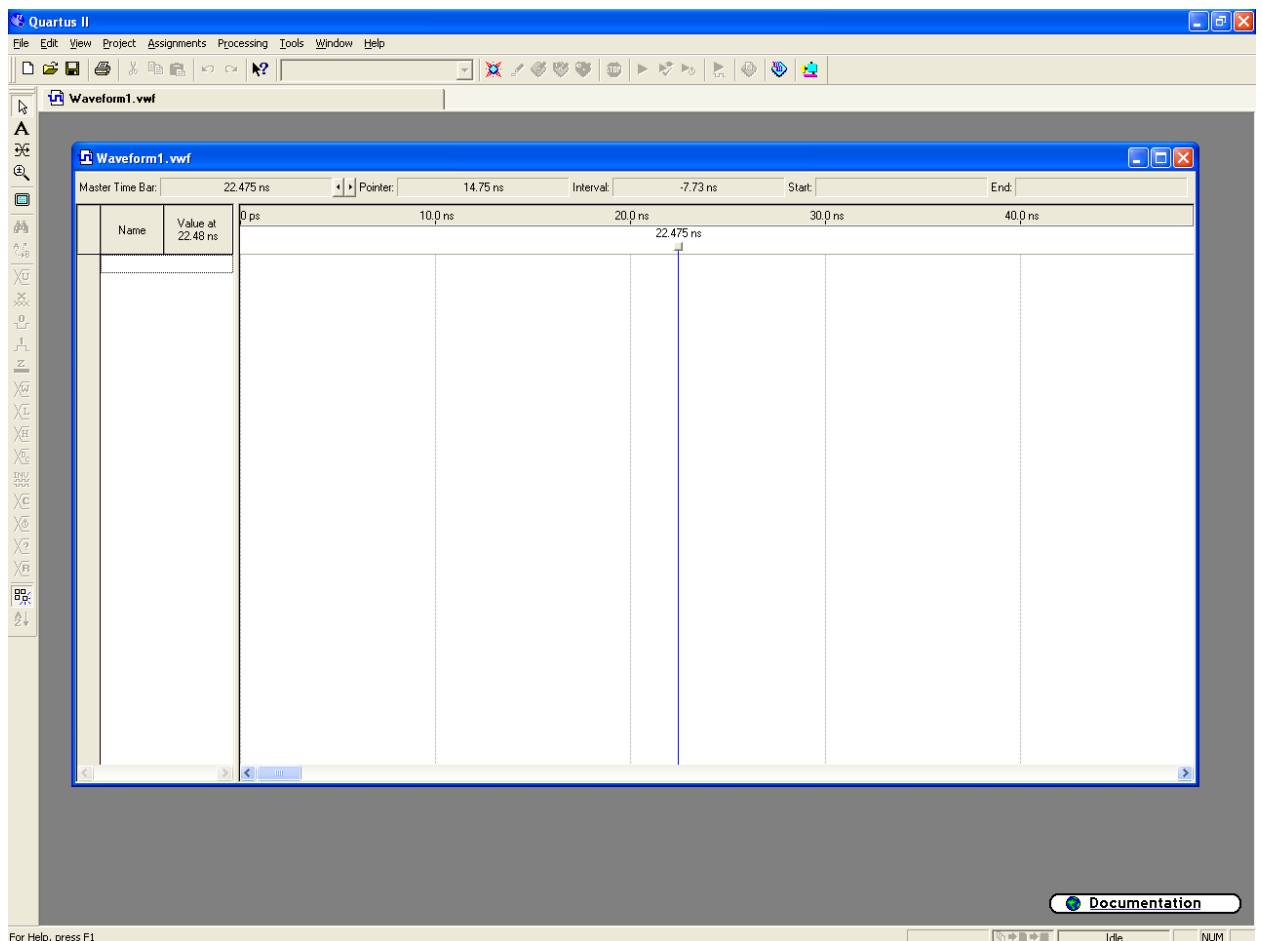 Quartus II
File Edit View Project Assignments Processing Tools Window Help
STOP
Waveform1.vwf
A
Waveform1.vwf
Master Time Bar: 22.475 ns Pointer: 14.75 ns Interval: -7.73 ns Start: End:
Name
Value at
22.48 ns
0 ps 10.0 ns 20.0 ns 30.0 ns 40.0 ns
22.475 ns
Documentation
For Help, press F1
Idle NUM